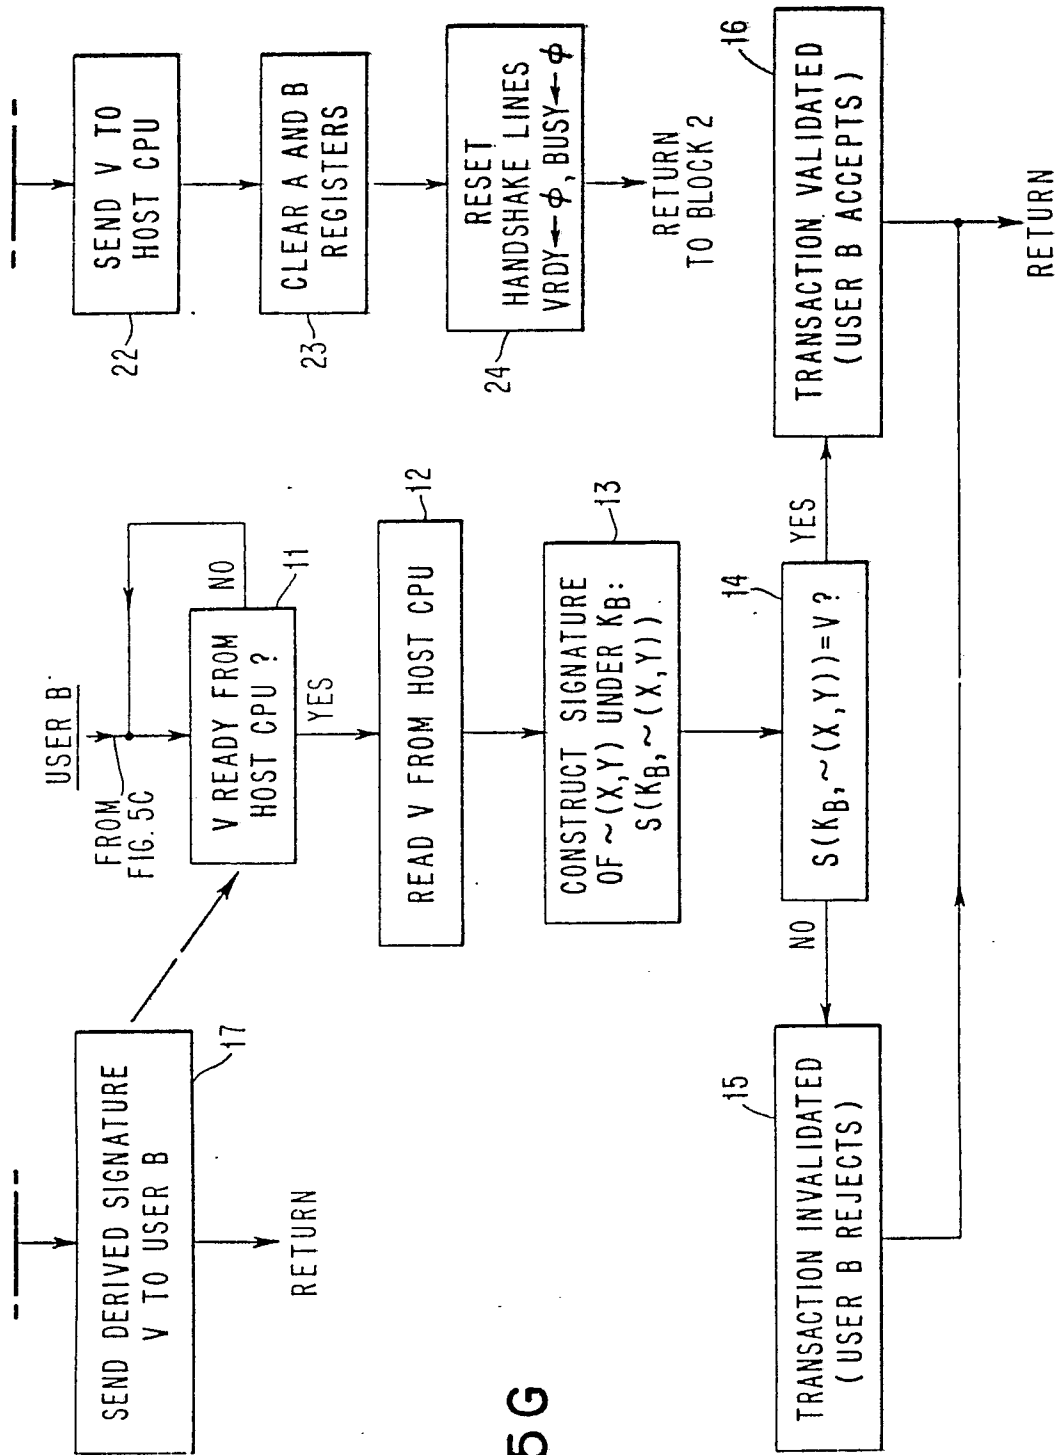 SEND DERIVED SIGNATURE
V TO USER B
17
RETURN
USER B
FROM
FIG. 5C
V READY FROM
HOST CPU ?
11
NO
YES
READ V FROM HOST CPU
12
CONSTRUCT SIGNATURE
OF ~(X,Y) UNDER KB:
S(KB, ~(X,Y))
13
14
S(KB, ~(X,Y))=V ?
NO
YES
15
TRANSACTION INVALIDATED
(USER B REJECTS)
16
TRANSACTION VALIDATED
(USER B ACCEPTS)
RETURN
SEND V TO
HOST CPU
22
CLEAR A AND B
REGISTERS
23
RESET
HANDSHAKE LINES
VRDY←ϕ, BUSY←ϕ
24
RETURN
TO BLOCK 2
5G